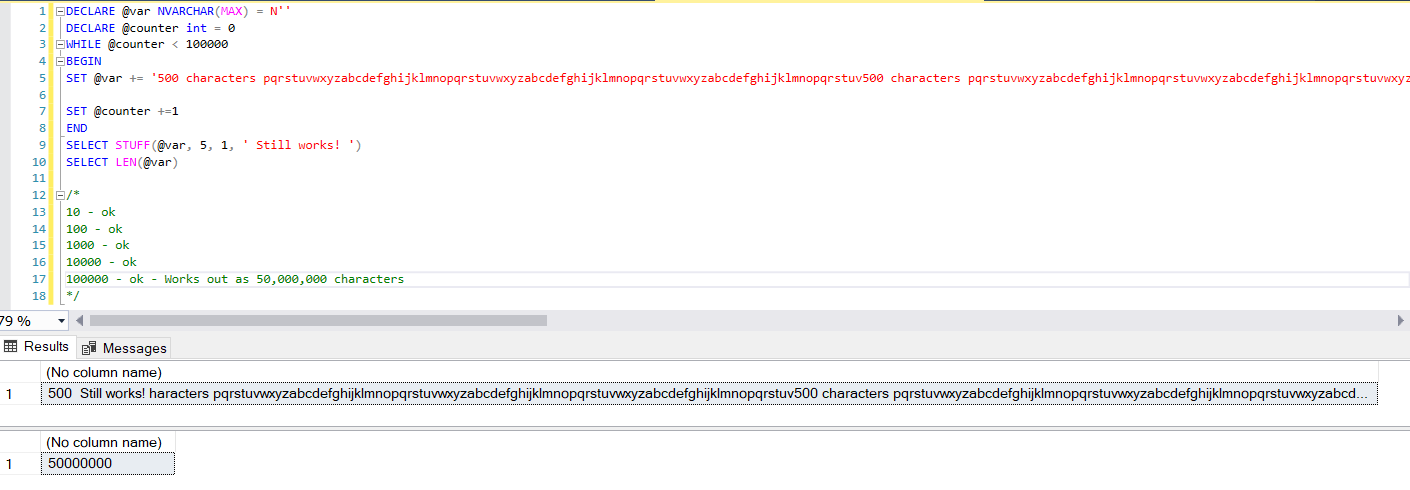 1 DECLARE @var NVARCHAR(MAX) = N''
2 DECLARE @counter int = 0
3 WHILE @counter < 100000
4 BEGIN
5 SET @var += '500 characters pqrstuvwxyzabcdefghijklmnopqrstuvwxyzabcdefghijklmnopqrstuvwxyzabcdefghijklmnopqrstuv500 characters pqrstuvwxyzabcdefghijklmnopqrstuvwxyzabcdefghijklmnopqrstuvwxyz
6
7 SET @counter +=1
8 END
9 SELECT STUFF(@var, 5, 1, ' Still works! ')
10 SELECT LEN(@var)
11
12 /*
13 10 - ok
14 100 - ok
15 1000 - ok
16 10000 - ok
17 100000 - ok - Works out as 50,000,000 characters
18 */
79 %
Results Messages
(No column name)
1 500  Still works! haracters pqrstuvwxyzabcdefghijklmnopqrstuvwxyzabcdefghijklmnopqrstuvwxyzabcdefghijklmnopqrstuv500 characters pqrstuvwxyzabcdefghijklmnopqrstuvwxyzabcdefghijklmnopqrstuvwxyzabcd...
(No column name)
1 50000000